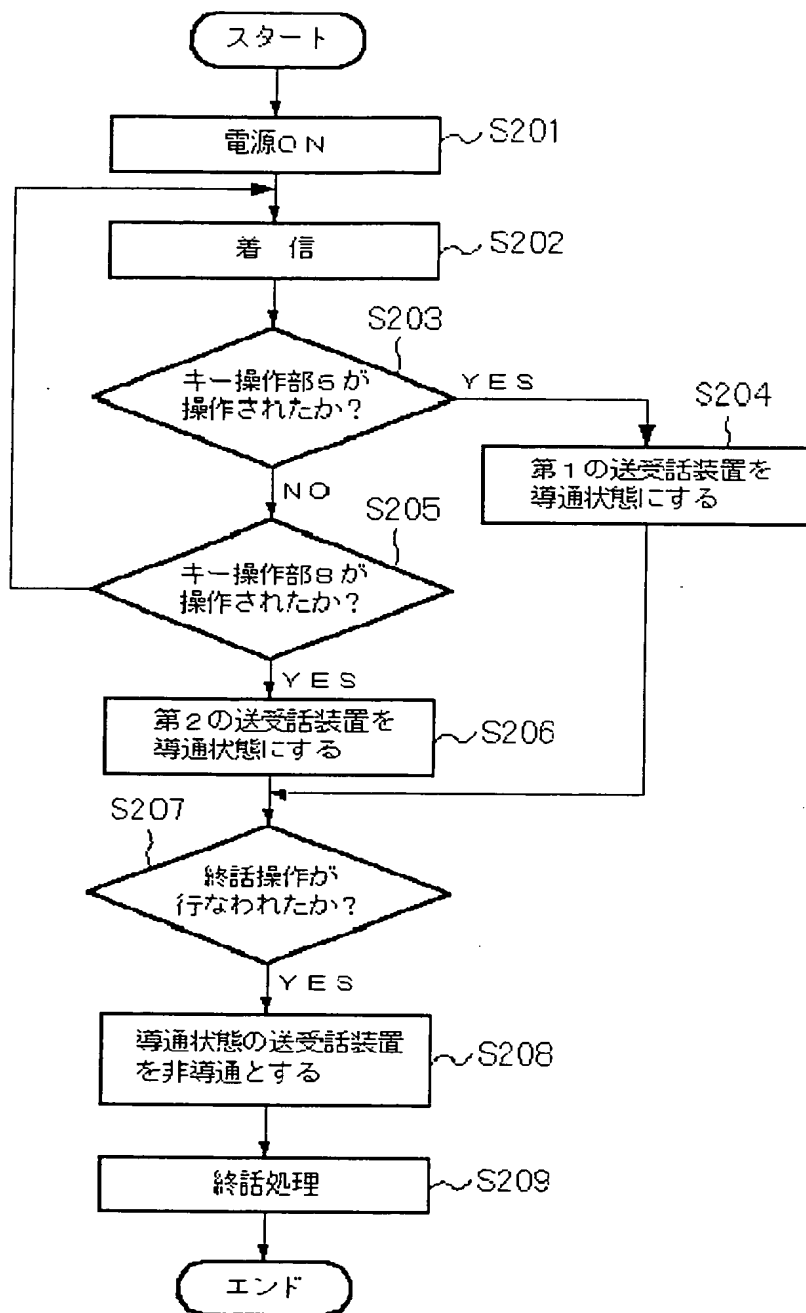 スタート
電源ON
S201
着 信
S202
S203
キー操作部5が
操作されたか?
YES
S204
第1の送受話装置を
導通状態にする
NO
S205
キー操作部8が
操作されたか?
YES
第2の送受話装置を
導通状態にする
S206
S207
終話操作が
行なわれたか?
YES
導通状態の送受話装置
を非導通とする
S208
終話処理
S209
エンド